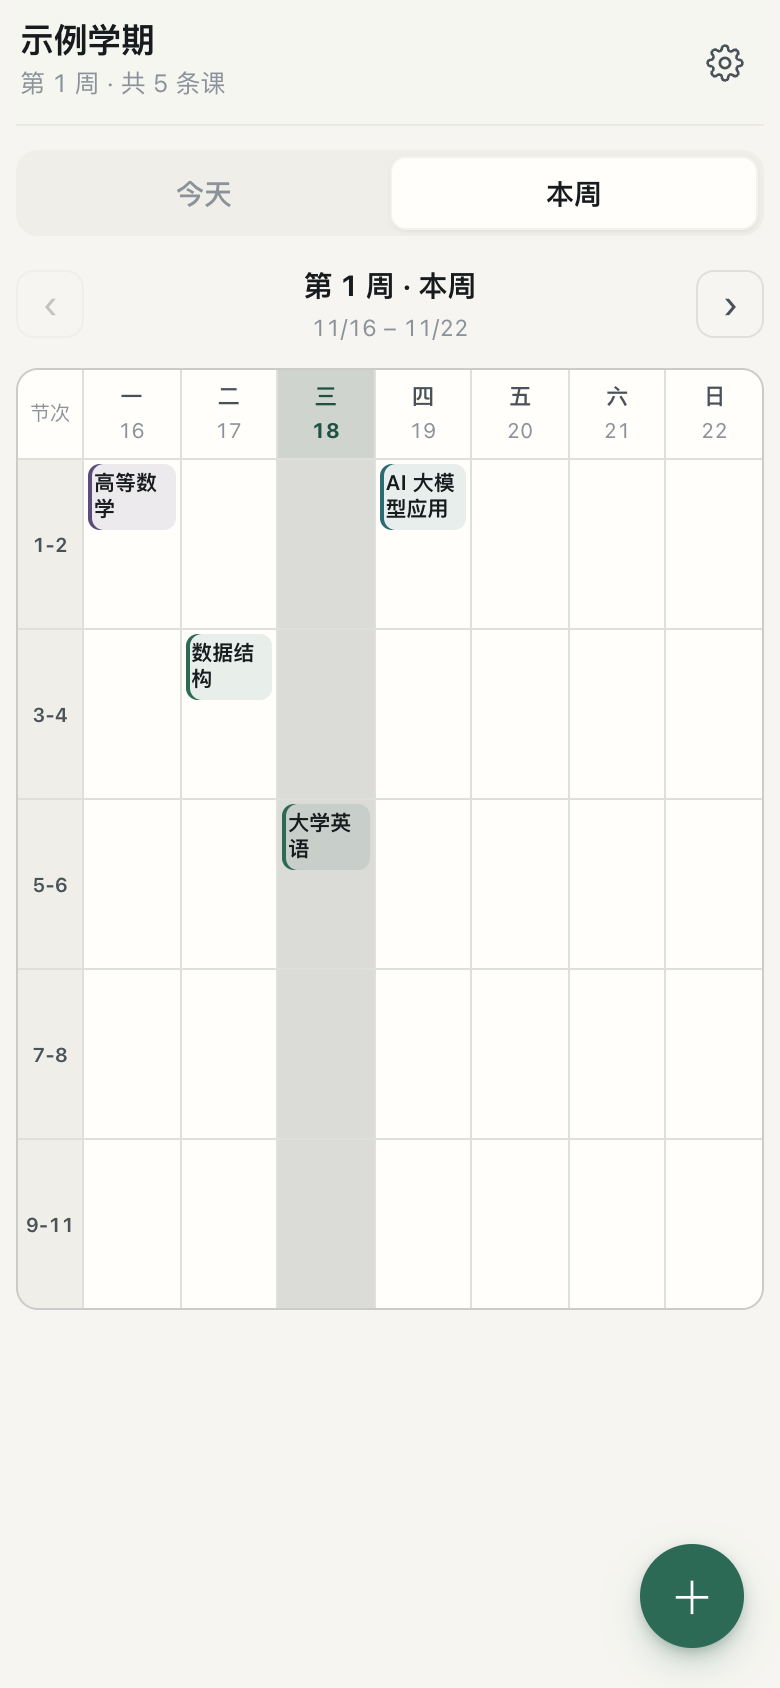 示例学期
第 1 周 · 共 5 条课
今天
本周
‹
第 1 周 · 本周
11/16 – 11/22
›
节次 一 二 三 四 五 六 日
16 17 18 19 20 21 22
1-2
高等数
学
AI 大模
型应用
3-4
数据结
构
5-6
大学英
语
7-8
9-11